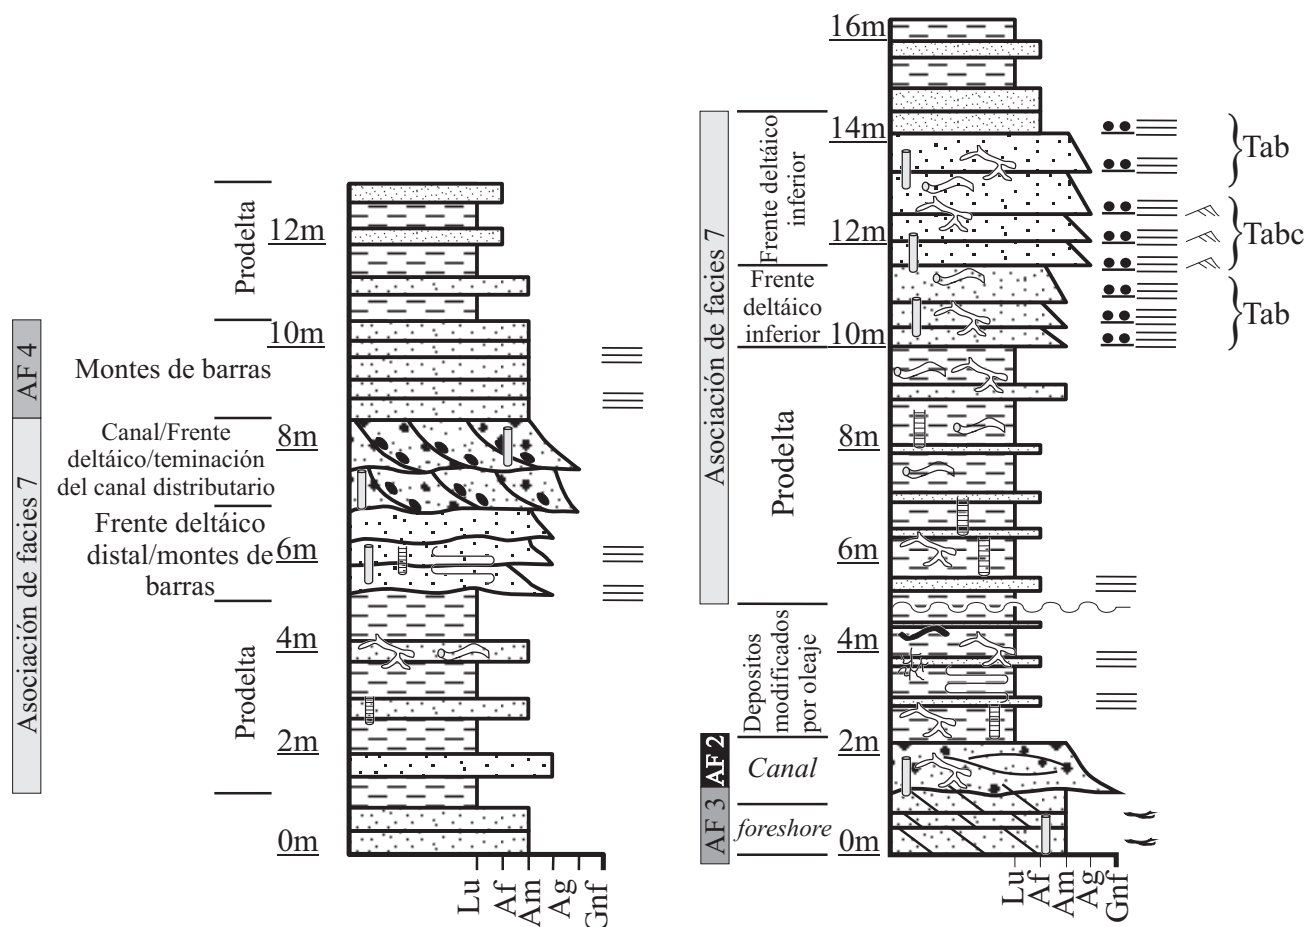 Asociación de facies 7
AF 4
Prodelta
Montes de barras
Canal/Frente
deltáico/teminación
del canal distributario
Frente deltáico
distal/montes de
barras
Prodelta
12m
10m
8m
6m
4m
2m
0m
Lu
Af
Am
Ag
Gnf
Asociación de facies 7
AF 2
AF 3
Frente deltáico
inferior
Frente
deltáico
inferior
Prodelta
Depositos
modificados
por oleaje
Canal
foreshore
16m
14m
12m
10m
8m
6m
4m
2m
0m
Tab
Tabc
Tab
Lu
Af
Am
Ag
Gnf